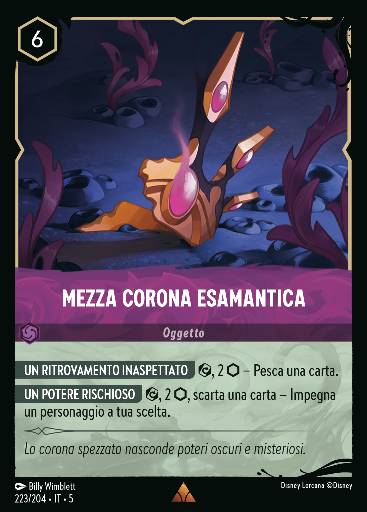 6
MEZZA CORONA ESAMANTICA
Oggetto
UN RITROVAMENTO INASPETTATO , 2 – Pesca una carta.
UN POTERE RISCHIOSO , 2 , scarta una carta – Impegna
un personaggio a tua scelta.
La corona spezzata nasconde poteri oscuri e misteriosi.
Billy Wimblett
Disney Lorcana ©Disney
223/204 • IT • 5